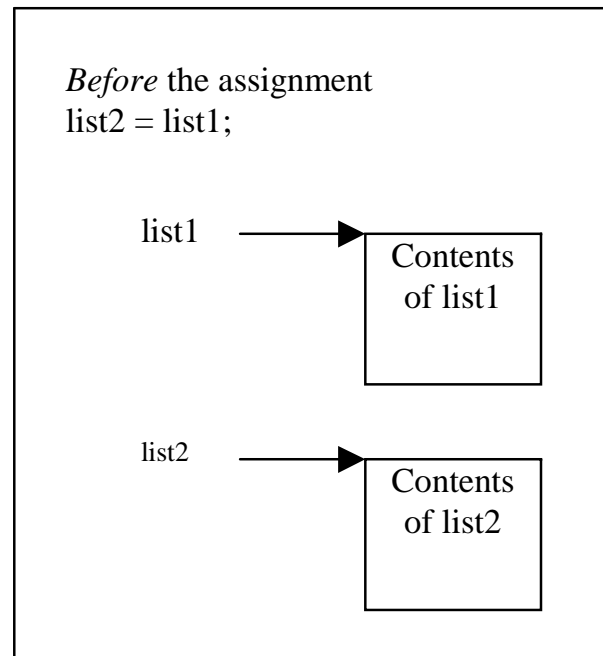 Before the assignment
list2 = list1;
list1
Contents
of list1
list2
Contents
of list2